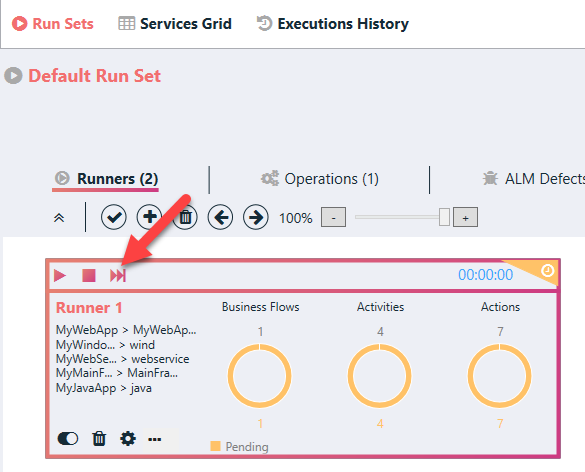 Run Sets Services Grid Executions History
Default Run Set
Runners (2) Operations (1) ALM Defects
100% - +
00:00:00
Runner 1 Business Flows Activities Actions
MyWebApp > MyWebAp... 1 4 7
MyWindo... > wind
MyWebSe... > webservice
MyMainF... > MainFra...
MyJavaApp > java
1 4 7
... Pending